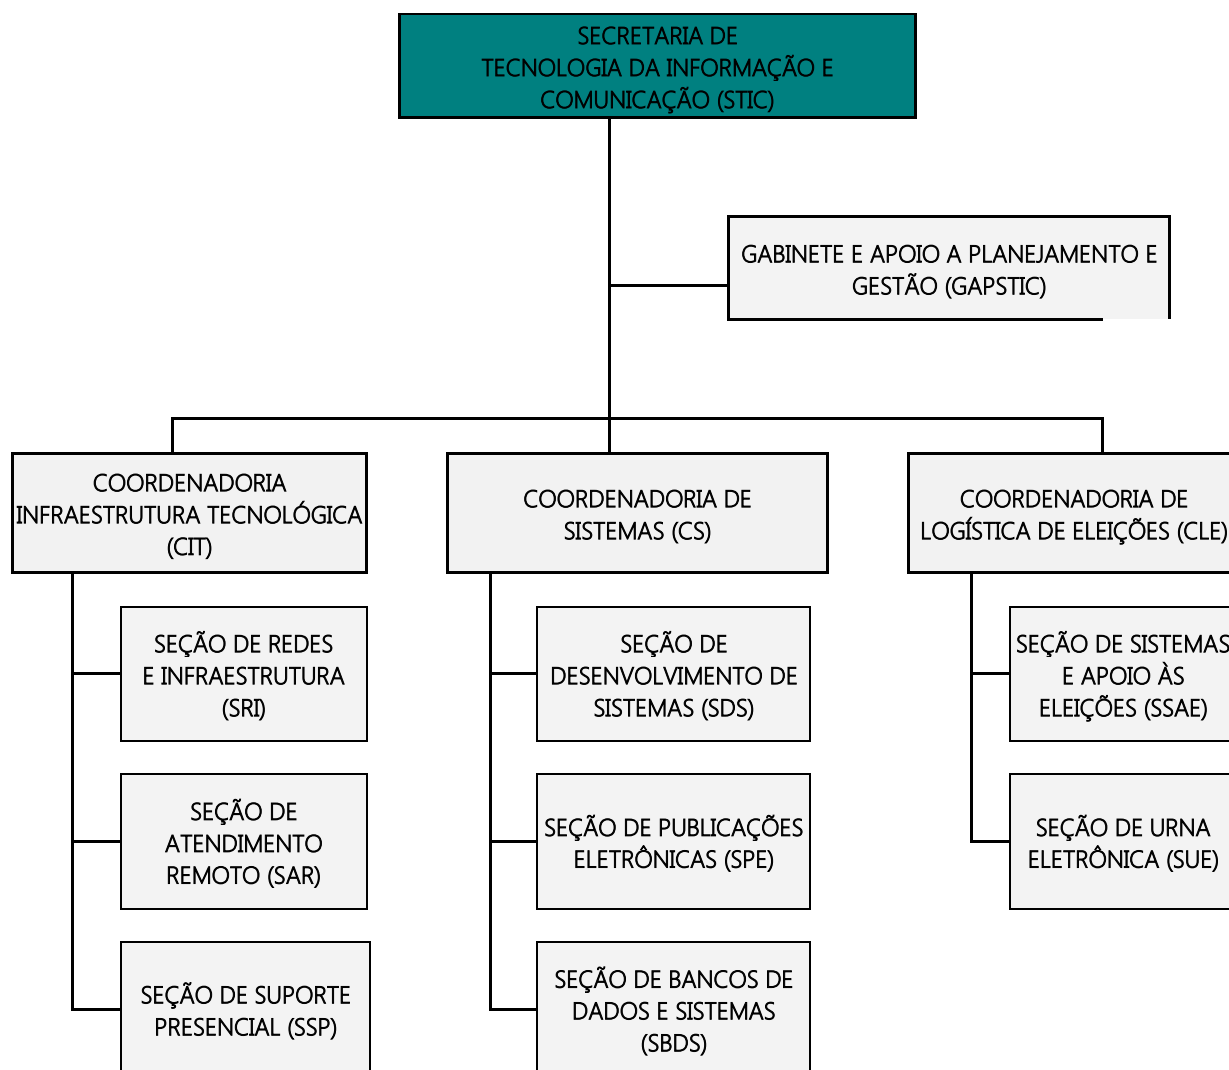 SECRETARIA DE
TECNOLOGIA DA INFORMAÇÃO E
COMUNICAÇÃO (STIC)
GABINETE E APOIO A PLANEJAMENTO E
GESTÃO (GAPSTIC)
COORDENADORIA
INFRAESTRUTURA TECNOLÓGICA
(CIT)
SEÇÃO DE REDES
E INFRAESTRUTURA
(SRI)
SEÇÃO DE
ATENDIMENTO
REMOTO (SAR)
SEÇÃO DE SUPORTE
PRESENCIAL (SSP)
COORDENADORIA DE
SISTEMAS (CS)
SEÇÃO DE
DESENVOLVIMENTO DE
SISTEMAS (SDS)
SEÇÃO DE PUBLICAÇÕES
ELETRÔNICAS (SPE)
SEÇÃO DE BANCOS DE
DADOS E SISTEMAS
(SBDS)
COORDENADORIA DE
LOGÍSTICA DE ELEIÇÕES (CLE)
SEÇÃO DE SISTEMAS
E APOIO ÀS
ELEIÇÕES (SSAE)
SEÇÃO DE URNA
ELETRÔNICA (SUE)